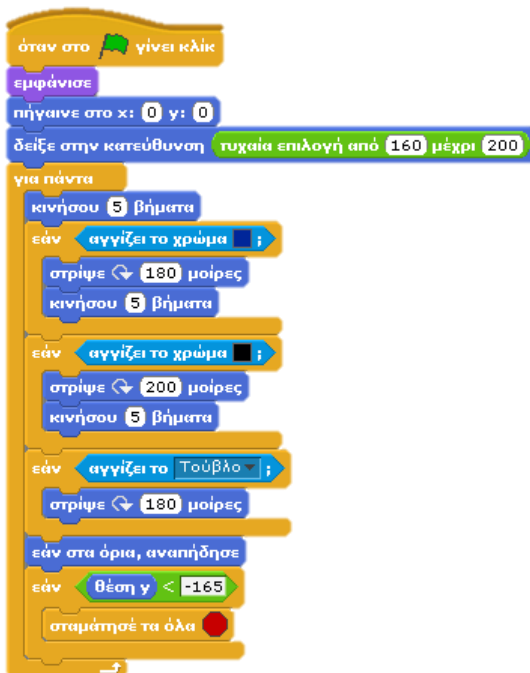 όταν στο γίνει κλίκ
εμφάνισε
πήγαινε στο x: 0 y: 0
δείξε στην κατεύθυνση τυχαία επιλογή από 160 μέχρι 200
για πάντα
κινήσου 5 βήματα
εάν αγγίζει το χρώμα ;
στρίψε 180 μοίρες
κινήσου 5 βήματα
εάν αγγίζει το χρώμα ;
στρίψε 200 μοίρες
κινήσου 5 βήματα
εάν αγγίζει το Τούβλο ;
στρίψε 180 μοίρες
εάν στα όρια, αναπήδησε
εάν θέση y < -165
σταμάτησέ τα όλα